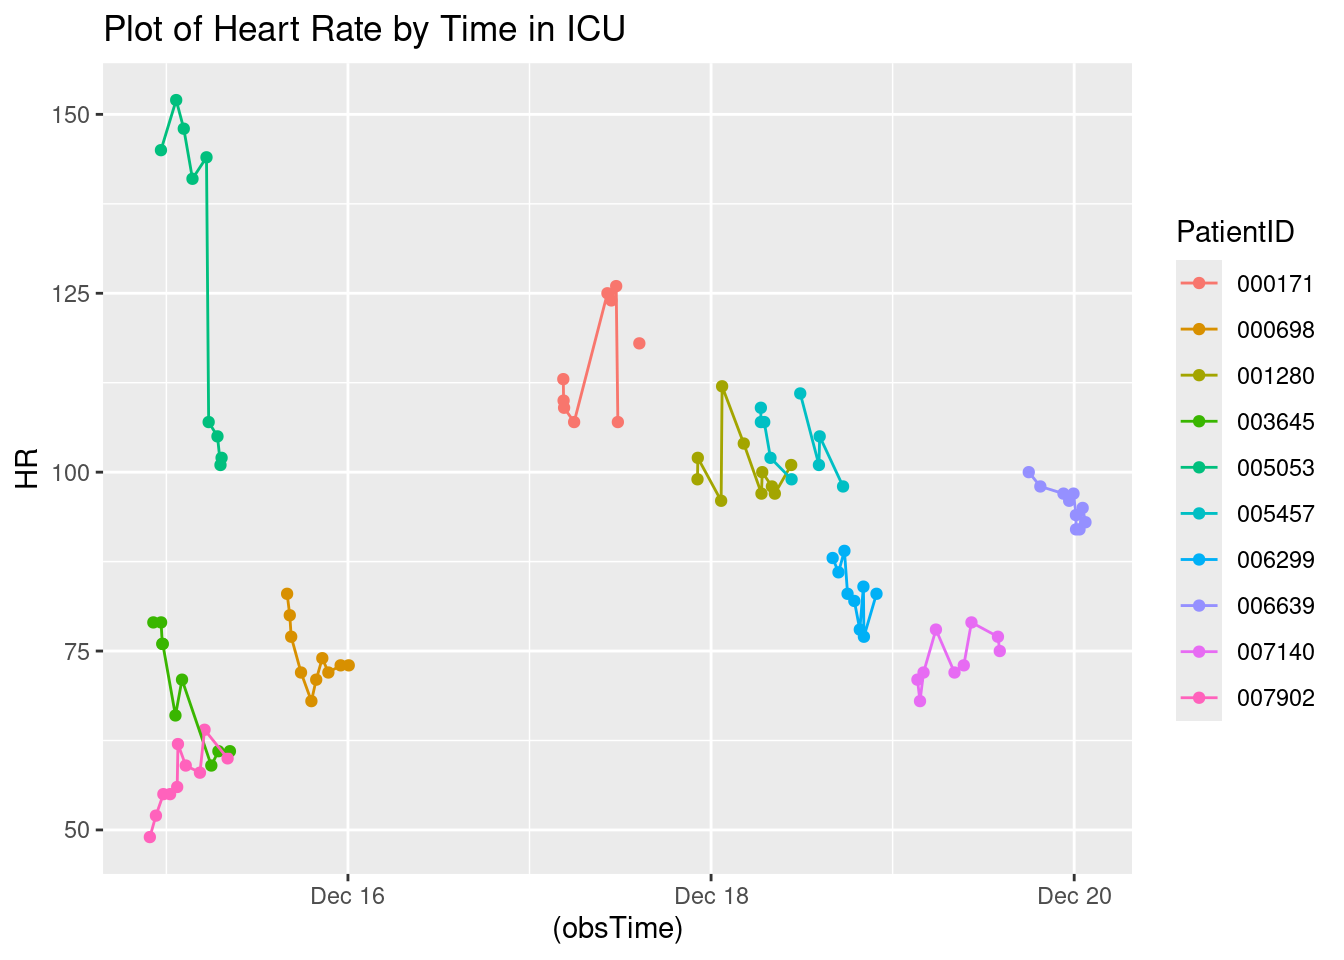 Plot of Heart Rate by Time in ICU
150
125
100
75
50
HR
Dec 16
Dec 18
Dec 20
(obsTime)
PatientID
000171
000698
001280
003645
005053
005457
006299
006639
007140
007902